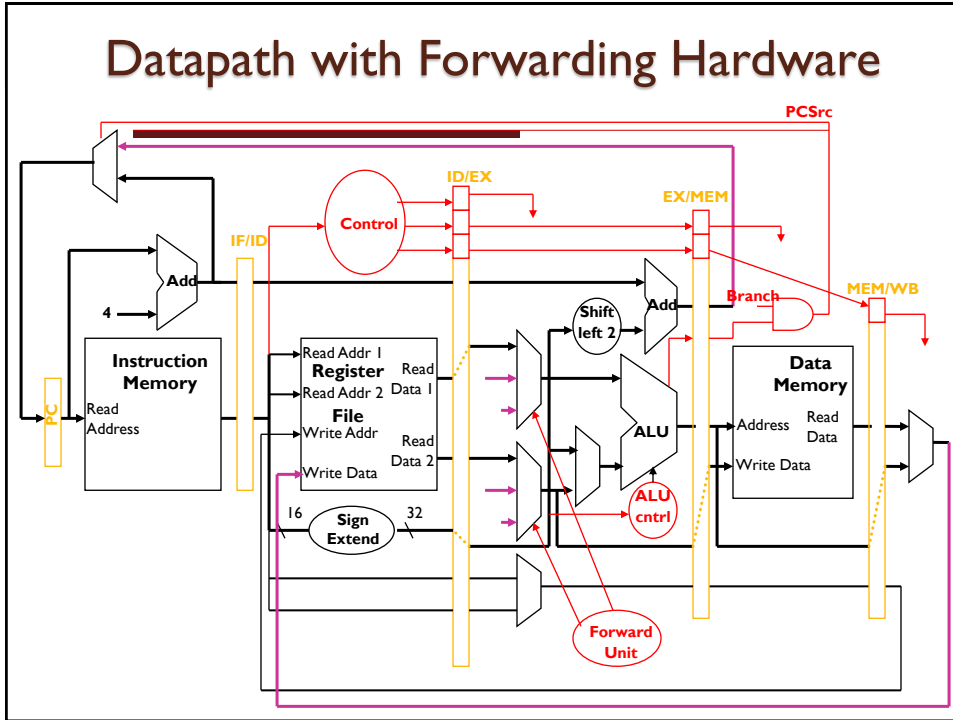 Datapath with Forwarding Hardware
PCSrc
ID/EX
EX/MEM
Control
IF/ID
MEM/WB
Add
Add
Branch
4
Shift
left 2
Instruction
Memory
Read Addr 1
Register
Read
Data 1
Data
Memory
Read Addr 2
PC
Read
Address
File
Address
Read
Data
Write Addr
ALU
Read
Data 2
Write Data
Write Data
ALU
cntrl
16
Sign
Extend
32
Forward
Unit